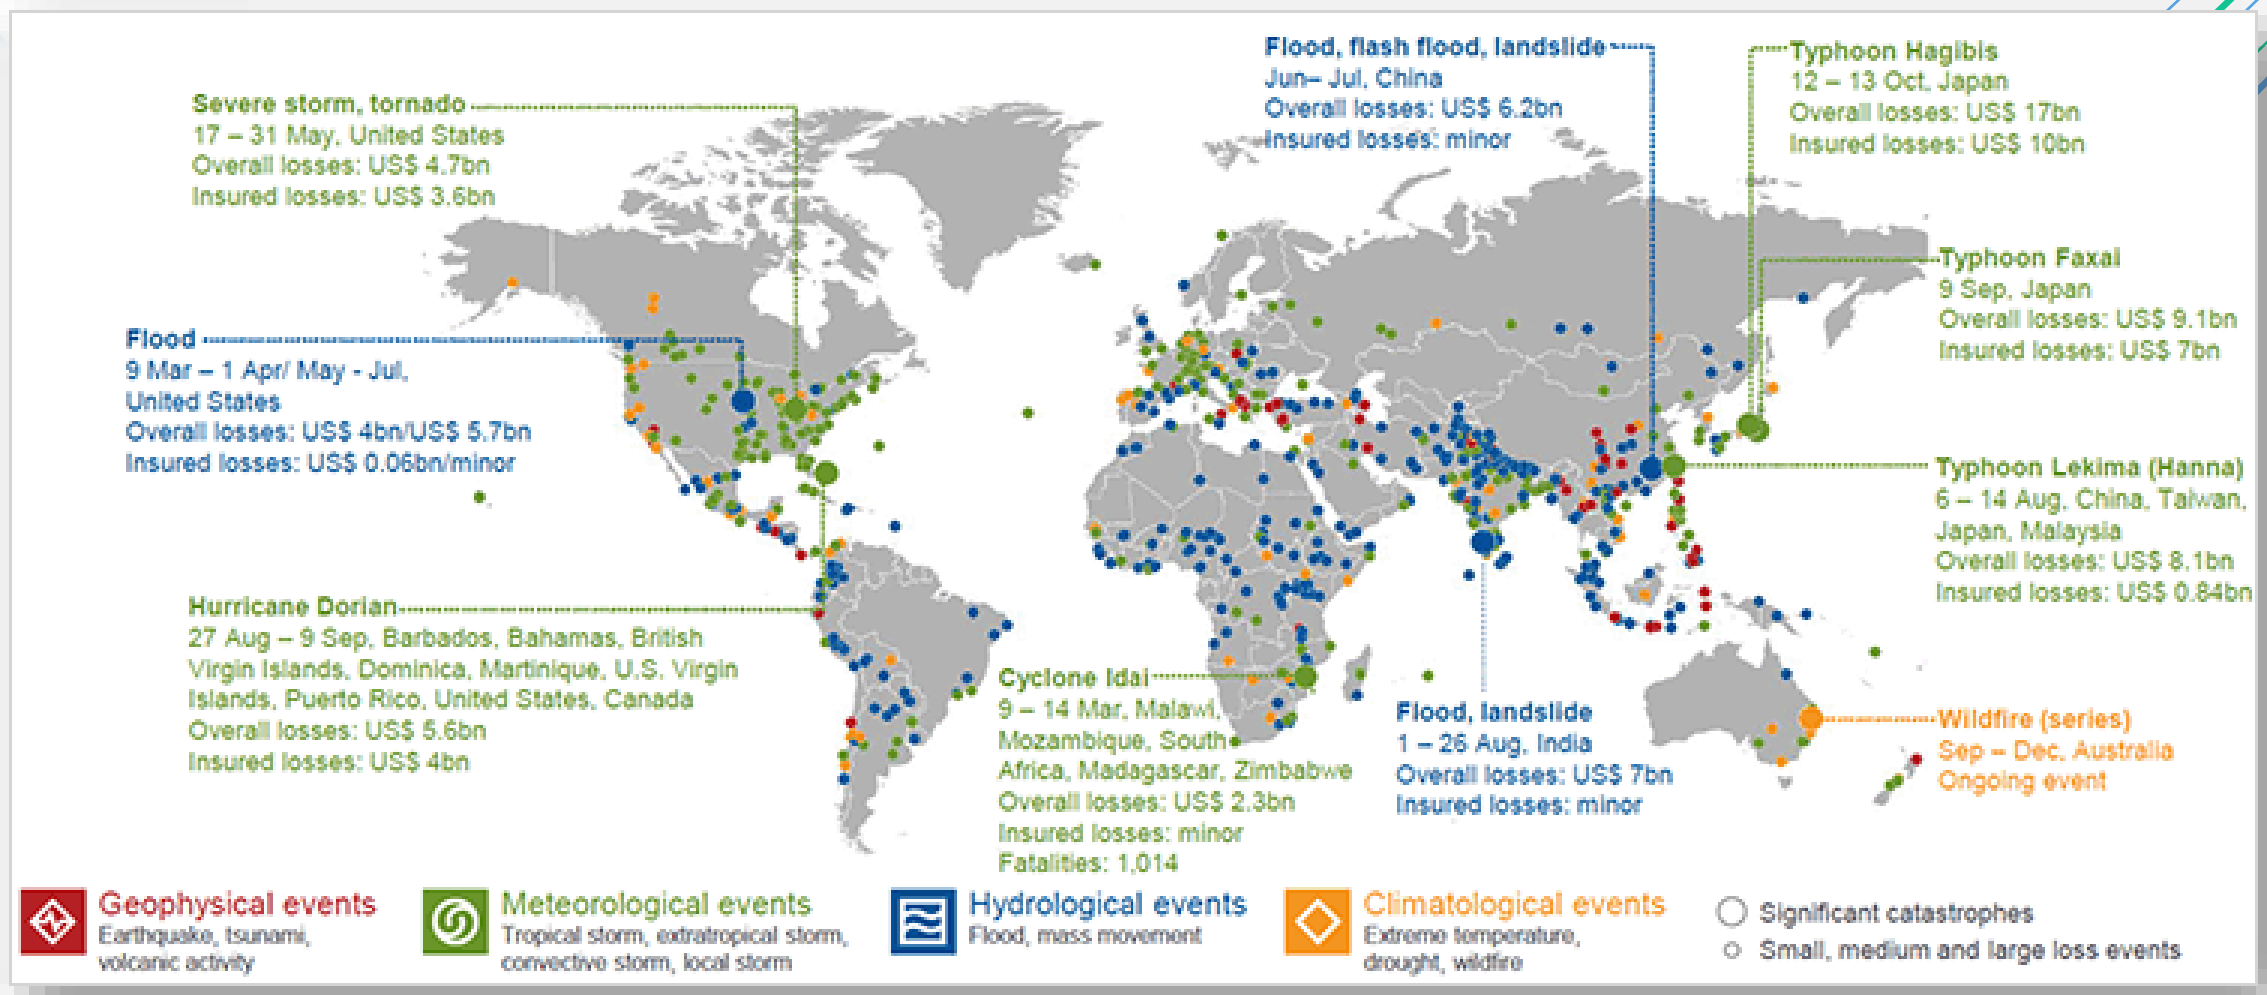 Severe storm, tornado
17 – 31 May, United States
Overall losses: US$ 4.7bn
Insured losses: US$ 3.6bn
Flood, flash flood, landslide
Jun– Jul, China
Overall losses: US$ 6.2bn
Insured losses: minor
Typhoon Hagibis
12 – 13 Oct, Japan
Overall losses: US$ 17bn
Insured losses: US$ 10bn
Typhoon Faxai
9 Sep, Japan
Overall losses: US$ 9.1bn
Insured losses: US$ 7bn
Flood
9 Mar – 1 Apr/ May - Jul,
United States
Overall losses: US$ 4bn/US$ 5.7bn
Insured losses: US$ 0.06bn/minor
Typhoon Lekima (Hanna)
6 – 14 Aug, China, Taiwan,
Japan, Malaysia
Overall losses: US$ 8.1bn
Insured losses: US$ 0.84bn
Hurricane Dorian
27 Aug – 9 Sep, Barbados, Bahamas, British
Virgin Islands, Dominica, Martinique, U.S. Virgin
Islands, Puerto Rico, United States, Canada
Overall losses: US$ 5.6bn
Insured losses: US$ 4bn
Cyclone Idai
9 – 14 Mar, Malawi,
Mozambique, South
Africa, Madagascar, Zimbabwe
Overall losses: US$ 2.3bn
Insured losses: minor
Fatalities: 1,014
Flood, landslide
1 – 26 Aug, India
Overall losses: US$ 7bn
Insured losses: minor
Wildfire (series)
Sep – Dec, Australia
Ongoing event
Geophysical events
Earthquake, tsunami,
volcanic activity
Meteorological events
Tropical storm, extratropical storm,
convective storm, local storm
Hydrological events
Flood, mass movement
Climatological events
Extreme temperature,
drought, wildfire
Significant catastrophes
Small, medium and large loss events